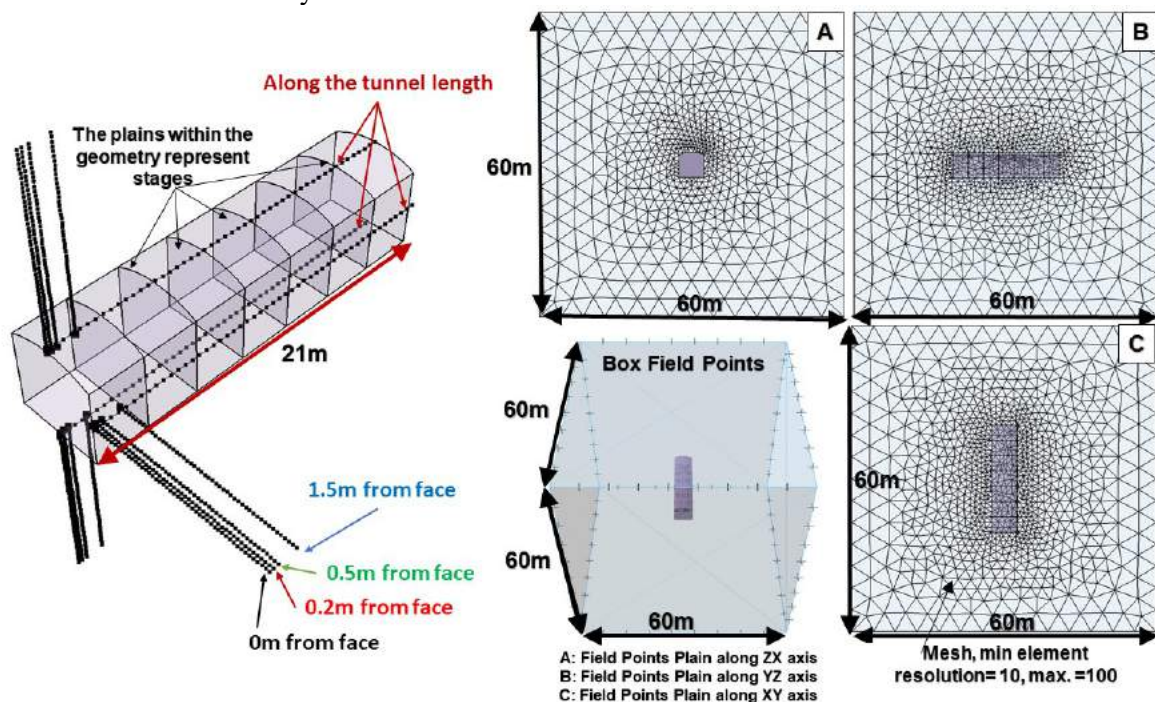 Along the tunnel length
The plains within the
geometry represent
stages
21m
1.5m from face
0.5m from face
0.2m from face
0m from face
A
60m
60m
B
60m
Box Field Points
60m
60m
60m
A: Field Points Plain along ZX axis
B: Field Points Plain along YZ axis
C: Field Points Plain along XY axis
C
60m
60m
Mesh, min element
resolution= 10, max. =100